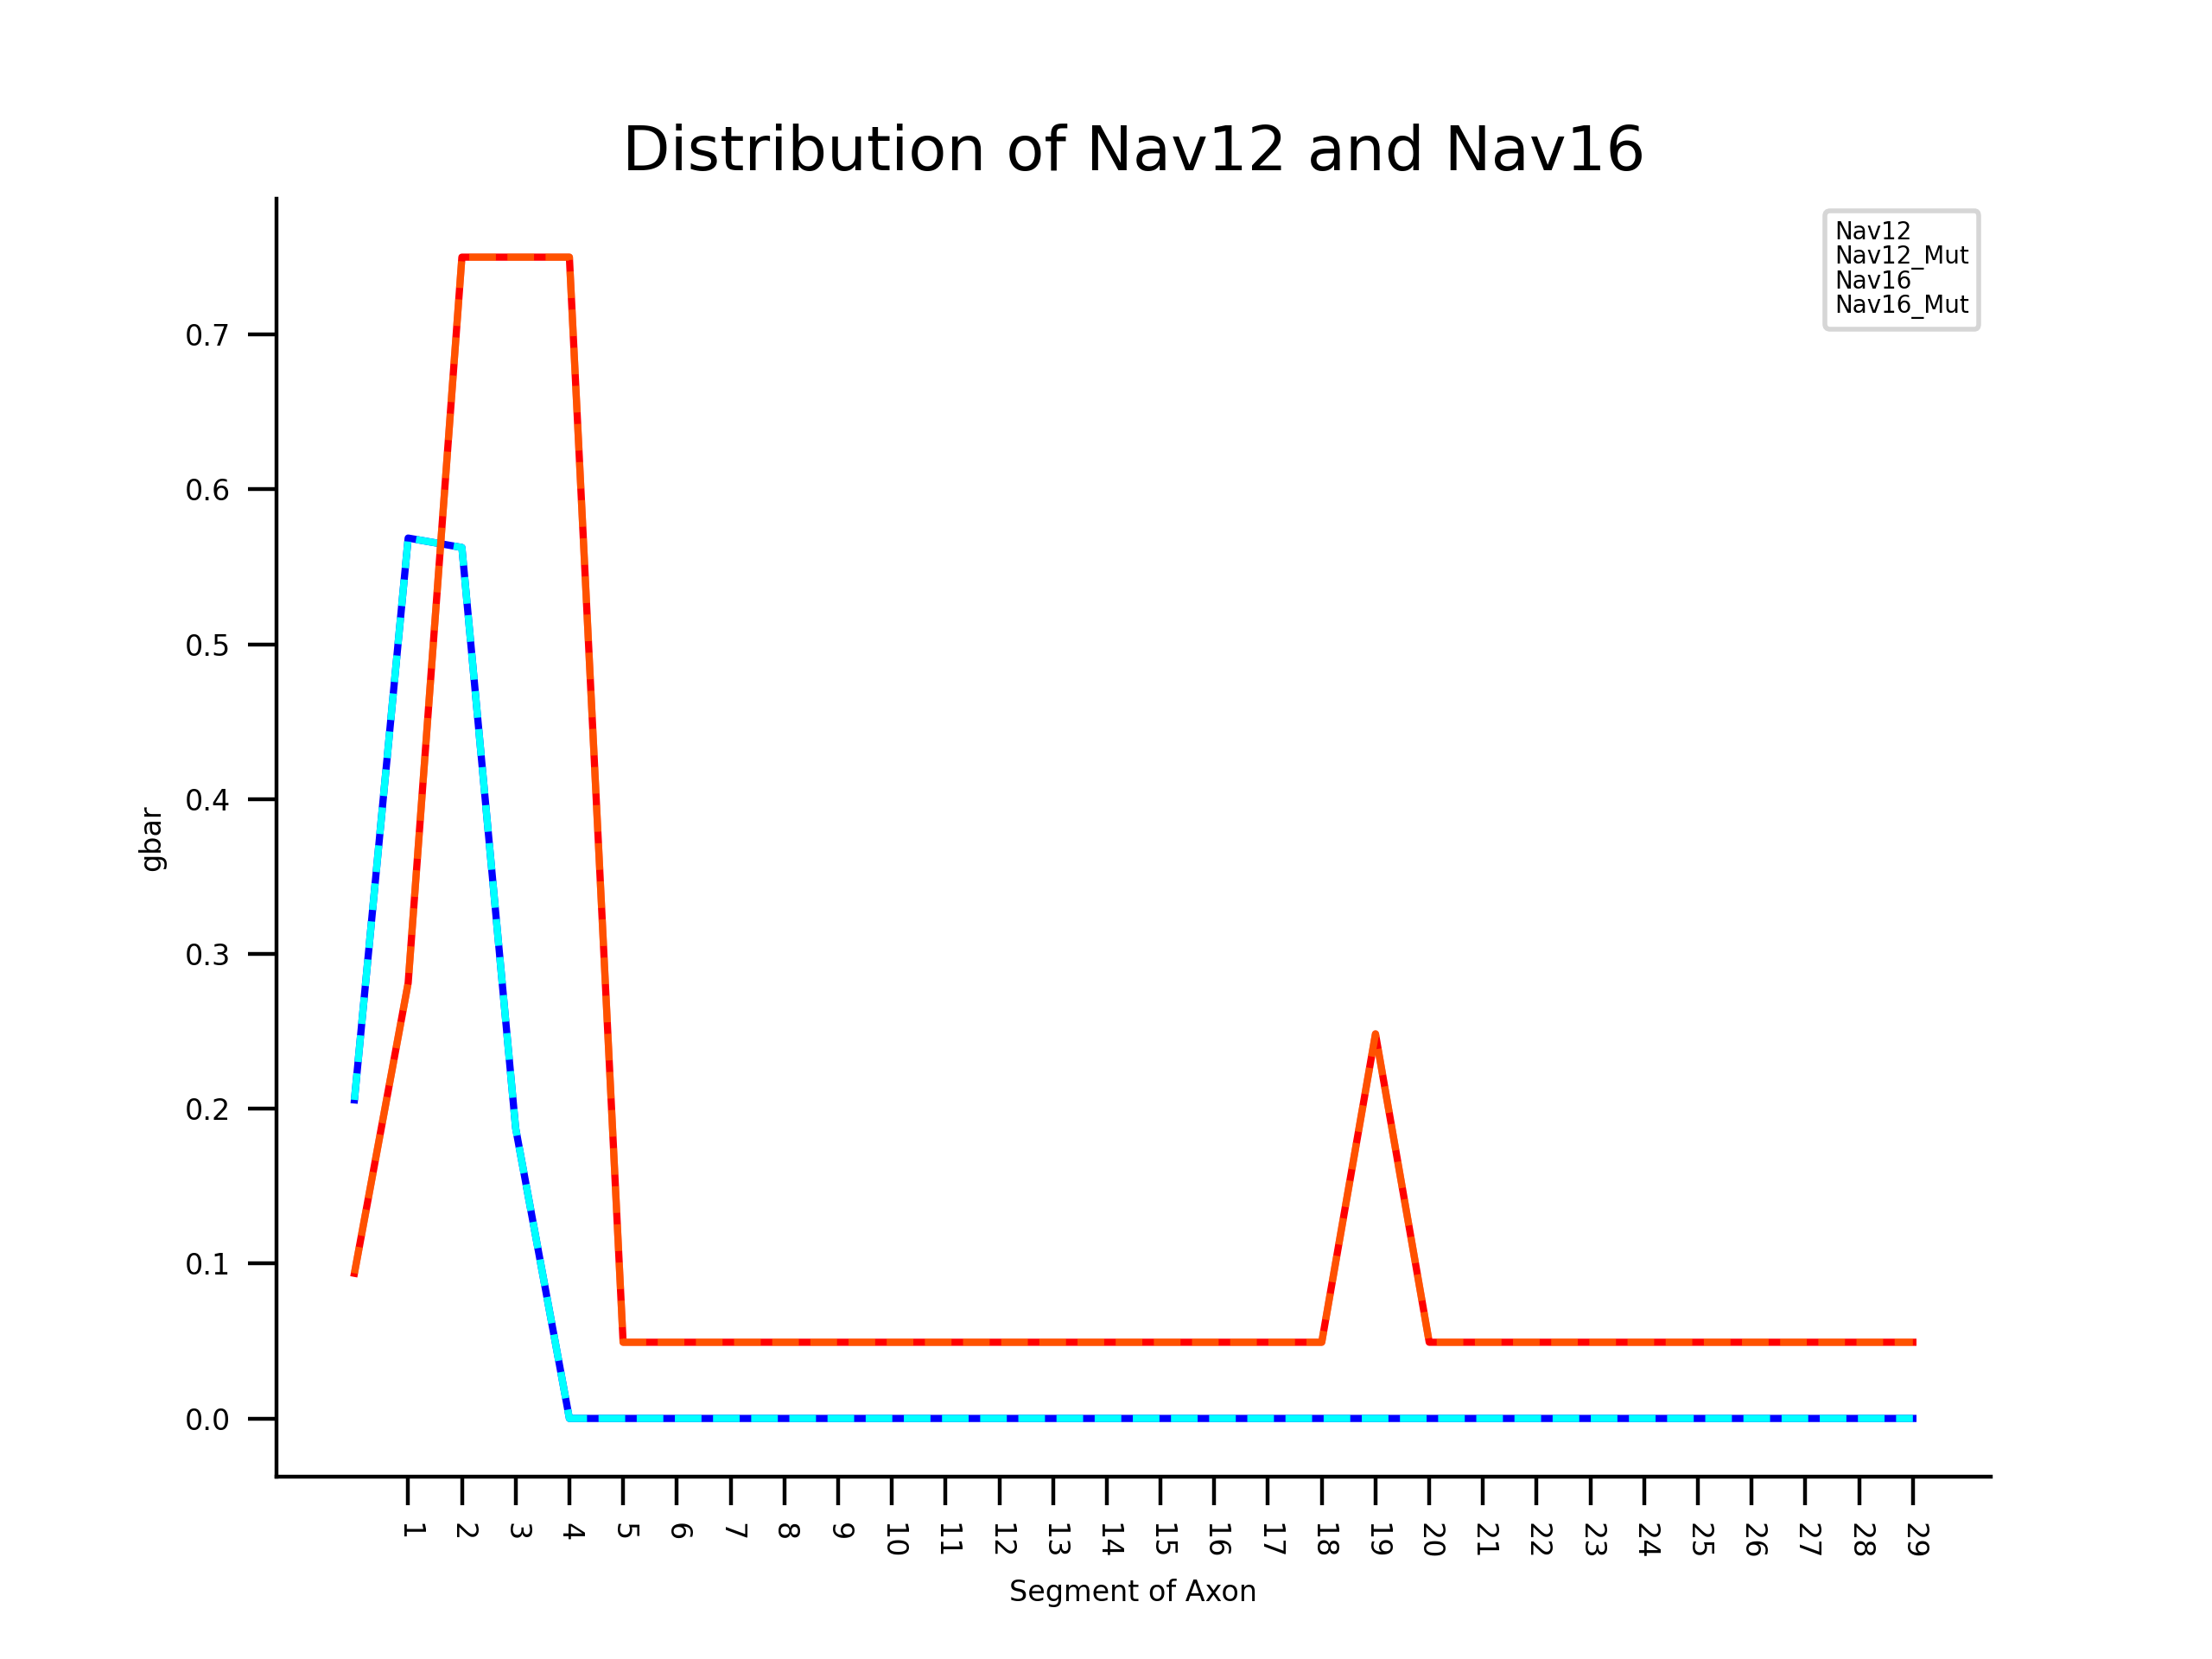 Distribution of Nav12 and Nav16
Nav12
Nav12_Mut
Nav16
Nav16_Mut
0.7
0.6
0.5
0.4
0.3
0.2
0.1
0.0
gbar
1 2 3 4 5 6 7 8 9 10 11 12 13 14 15 16 17 18 19 20 21 22 23 24 25 26 27 28 29
Segment of Axon